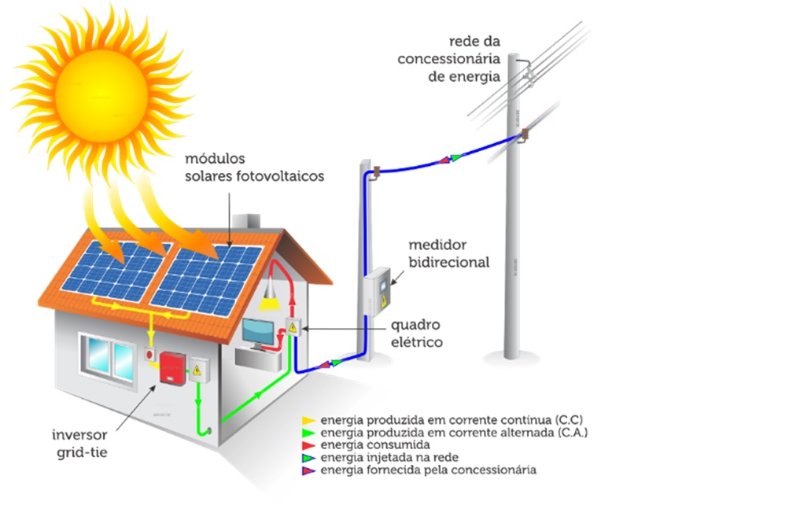 rede da
concessionária
de energia
módulos
solares fotovoltaicos
medidor
bidirecional
quadro
elétrico
inversor
grid-tie
energia produzida em corrente contínua (C.C)
energia produzida em corrente alternada (C.A.)
energia consumida
energia injetada na rede
energia fornecida pela concessionária